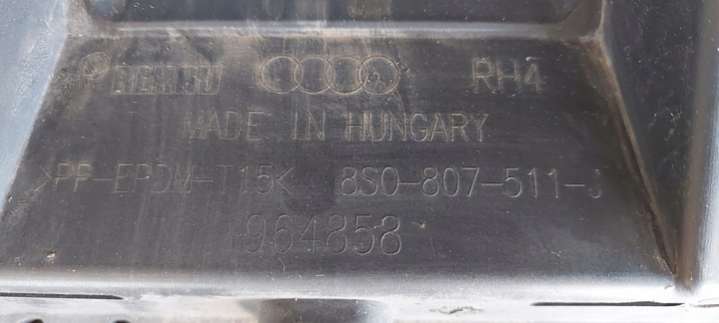 RH4
MADE IN HUNGARY
>PP-EPDM-T15< 8S0-807-511-J
964858